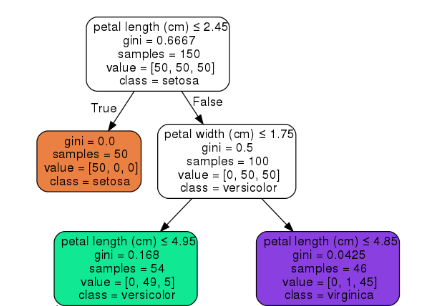 petal length (cm) ≤ 2.45
gini = 0.6667
samples = 150
value = [50, 50, 50]
class = setosa
True
False
gini = 0.0
samples = 50
value = [50, 0, 0]
class = setosa
petal width (cm) ≤ 1.75
gini = 0.5
samples = 100
value = [0, 50, 50]
class = versicolor
petal length (cm) ≤ 4.95
gini = 0.168
samples = 54
value = [0, 49, 5]
class = versicolor
petal length (cm) ≤ 4.85
gini = 0.0425
samples = 46
value = [0, 1, 45]
class = virginica